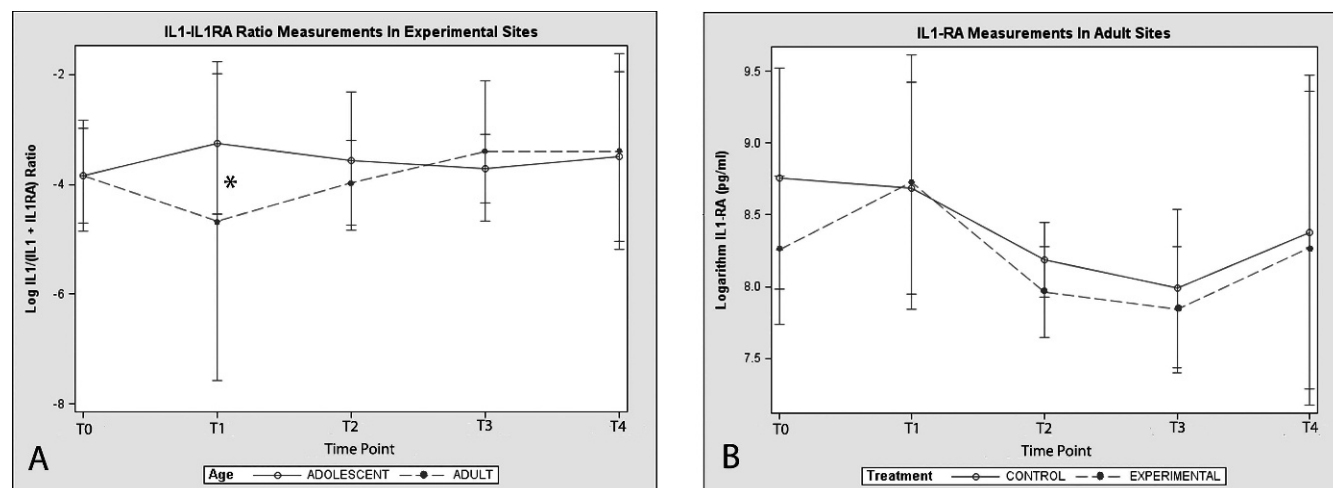 IL1-IL1RA Ratio Measurements In Experimental Sites
Log IL1/(IL1 + IL1RA) Ratio
-2
-4
-6
-8
*
T0 T1 T2 T3 T4
Time Point
A
Age ADOLESCENT ADULT
IL1-RA Measurements In Adult Sites
Logarithm IL1-RA (pg/ml)
9.5
9.0
8.5
8.0
7.5
T0 T1 T2 T3 T4
Time Point
B
Treatment CONTROL EXPERIMENTAL